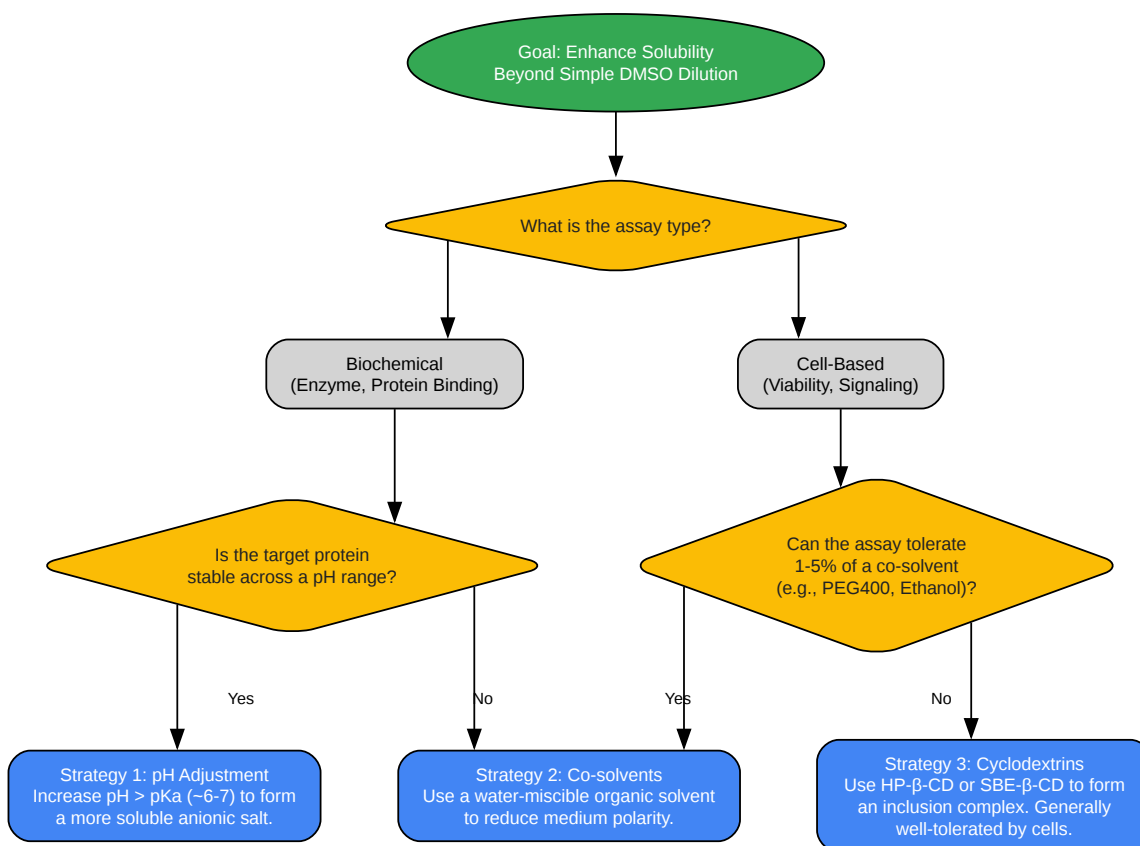 Goal: Enhance Solubility
Beyond Simple DMSO Dilution
What is the assay type?
Biochemical
(Enzyme, Protein Binding)
Cell-Based
(Viability, Signaling)
Is the target protein
stable across a pH range?
Can the assay tolerate
1-5% of a co-solvent
(e.g., PEG400, Ethanol)?
Yes
No
Yes
No
Strategy 1: pH Adjustment
Increase pH > pKa (~6-7) to form
a more soluble anionic salt.
Strategy 2: Co-solvents
Use a water-miscible organic solvent
to reduce medium polarity.
Strategy 3: Cyclodextrins
Use HP-β-CD or SBE-β-CD to form
an inclusion complex. Generally
well-tolerated by cells.